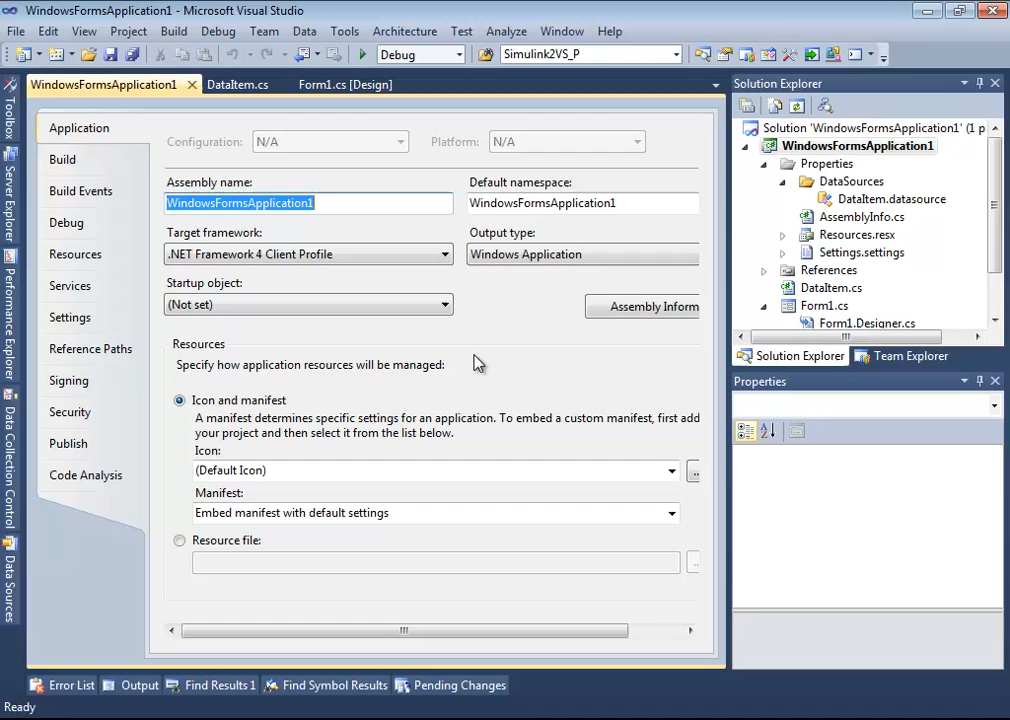 WindowsFormsApplication1 - Microsoft Visual Studio
File Edit View Project Build Debug Team Data Tools Architecture Test Analyze Window Help
Debug Simulink2VS_P
WindowsFormsApplication1 DataItem.cs Form1.cs [Design]
Toolbox
Server Explorer
Performance Explorer
Data Collection Control
Data Sources
Application
Build
Build Events
Debug
Resources
Services
Settings
Reference Paths
Signing
Security
Publish
Code Analysis
Configuration: N/A Platform: N/A
Assembly name: Default namespace:
WindowsFormsApplication1 WindowsFormsApplication1
Target framework: Output type:
.NET Framework 4 Client Profile Windows Application
Startup object:
(Not set) Assembly Inform
Resources
Specify how application resources will be managed:
Icon and manifest
A manifest determines specific settings for an application. To embed a custom manifest, first add
your project and then select it from the list below.
Icon:
(Default Icon) ..
Manifest:
Embed manifest with default settings
Resource file:
..
Solution Explorer
Solution 'WindowsFormsApplication1' (1 p
WindowsFormsApplication1
Properties
DataSources
DataItem.datasource
AssemblyInfo.cs
Resources.resx
Settings.settings
References
DataItem.cs
Form1.cs
Form1.Designer.cs
Solution Explorer Team Explorer
Properties
Error List Output Find Results 1 Find Symbol Results Pending Changes
Ready